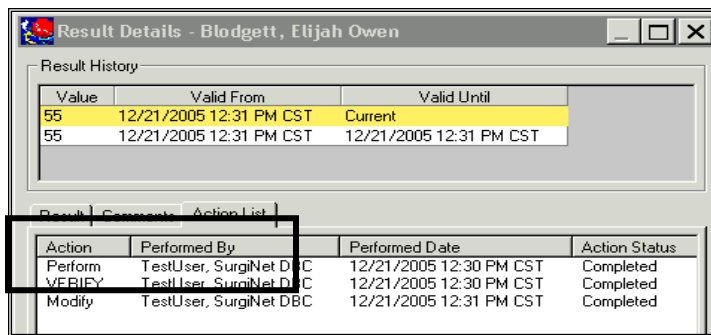 Result Details - Blodgett, Elijah Owen
Result History
Value Valid From Valid Until
55 12/21/2005 12:31 PM CST Current
55 12/21/2005 12:31 PM CST 12/21/2005 12:31 PM CST
Result Comments Action List
Action Performed By Performed Date Action Status
Perform TestUser, SurgiNet DBC 12/21/2005 12:30 PM CST Completed
VERIFY TestUser, SurgiNet DBC 12/21/2005 12:30 PM CST Completed
Modify TestUser, SurgiNet DBC 12/21/2005 12:31 PM CST Completed